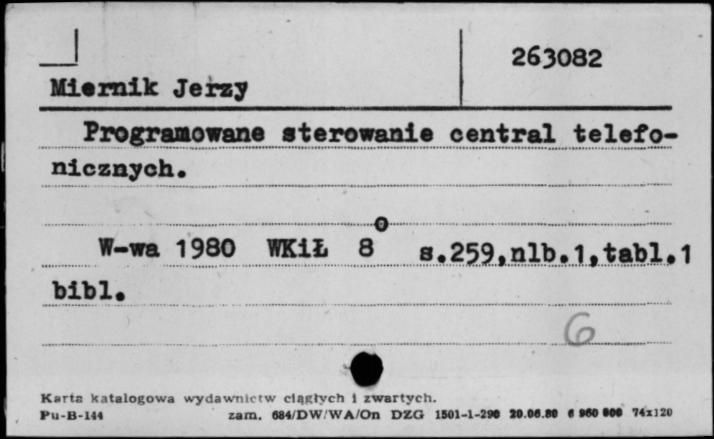 263082
Miernik Jerzy
Programowane sterowanie central telefo-
nicznych.
W-wa 1980 WKiŁ 8o s.259,nlb.1,tabl.1
bibl.
6
Karta katalogowa wydawnictw ciągłych i zwartych.
Pu-B-144 zam. 684/DW/WA/On DZG 1501-1-290 20.06.80 6 960 000 74x120